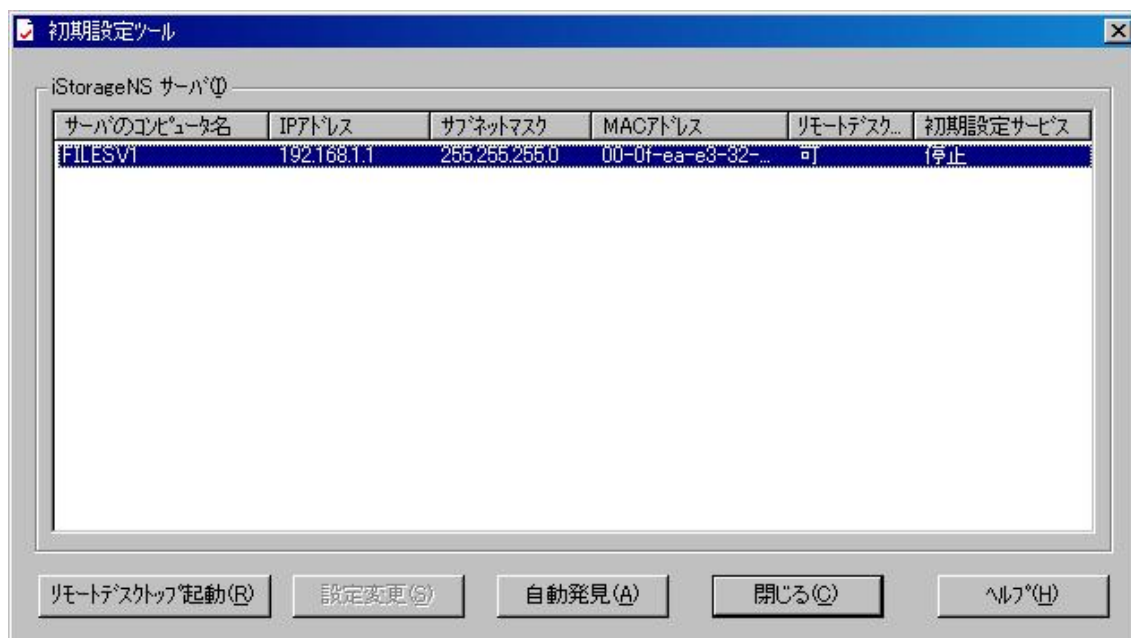 初期設定ツール
iStorageNS サーバ(I)
サーバのコンピュータ名 IPアドレス サブネットマスク MACアドレス リモートデスク... 初期設定サービス
FILESV1 192.168.1.1 255.255.255.0 00-0f-ea-e3-32-... 可 停止
リモートデスクトップ起動(R) 設定変更(S) 自動発見(A) 閉じる(C) ヘルプ(H)